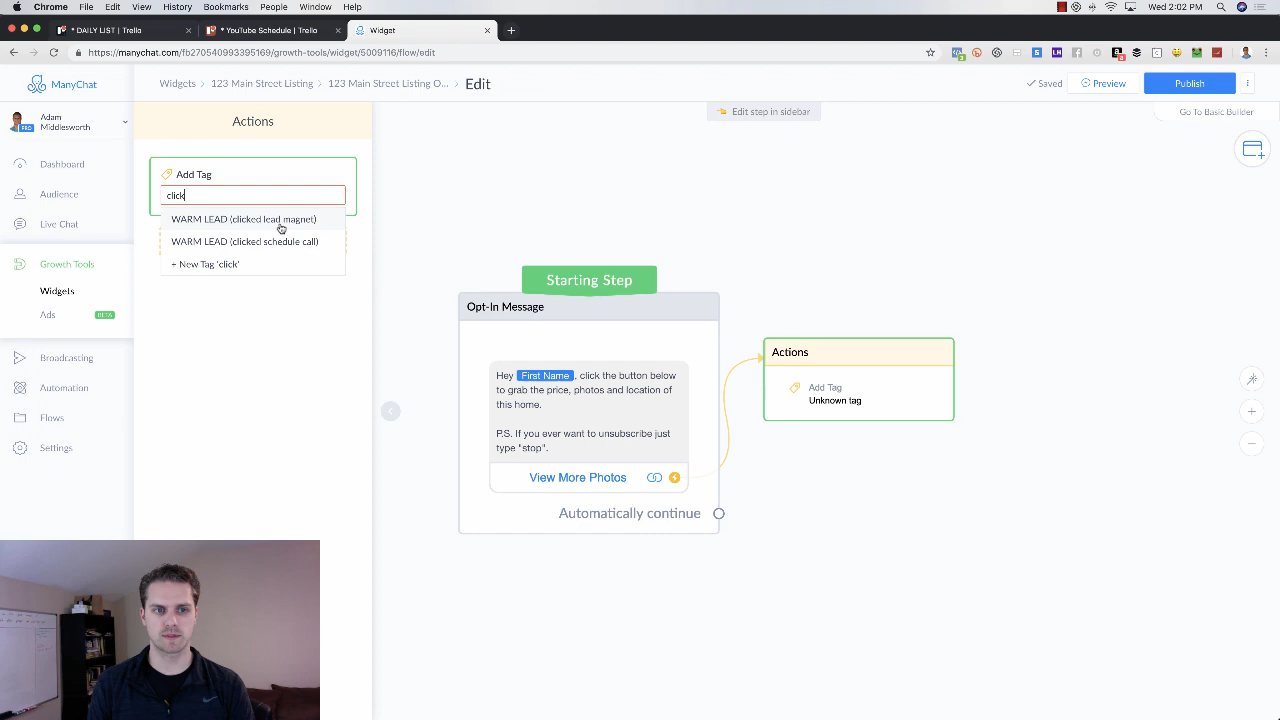 Chrome File Edit View History Bookmarks People Window Help
Wed 2:02 PM
* DAILY LIST | Trello
* YouTube Schedule | Trello
Widget
https://manychat.com/fb270540993395169/growth-tools/widget/5009116/flow/edit
ManyChat
Widgets > 123 Main Street Listing > 123 Main Street Listing O... > Edit
Saved
Preview
Publish
Adam
Middlesworth
PRO
Actions
Edit step in sidebar
Go To Basic Builder
Dashboard
Audience
Live Chat
Growth Tools
Widgets
Ads BETA
Broadcasting
Automation
Flows
Settings
Add Tag
click
WARM LEAD (clicked lead magnet)
WARM LEAD (clicked schedule call)
+ New Tag 'click'
Starting Step
Opt-In Message
Hey First Name, click the button below
to grab the price, photos and location of
this home.
P.S. If you ever want to unsubscribe just
type "stop".
View More Photos
Automatically continue
Actions
Add Tag
Unknown tag